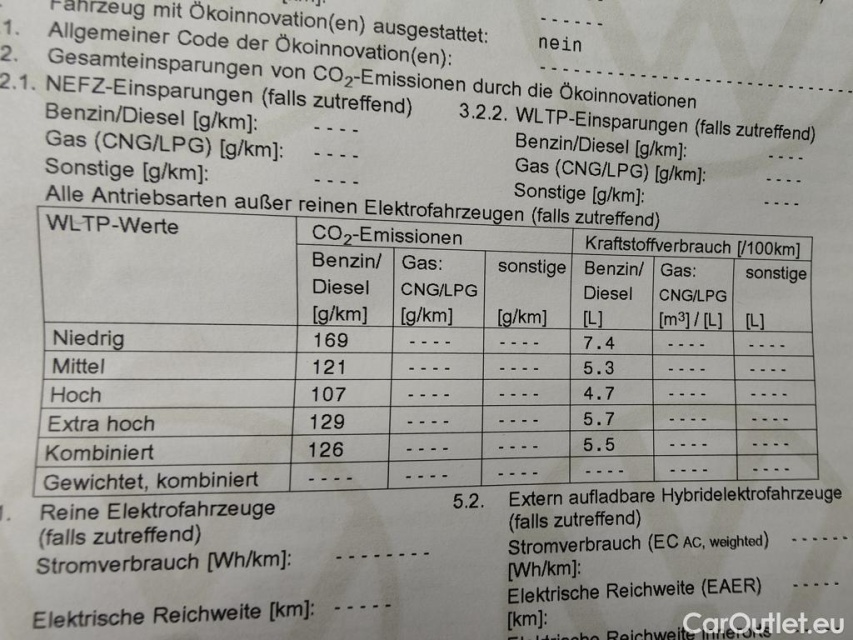 Fahrzeug mit Ökoinnovation(en) ausgestattet: ------
1. Allgemeiner Code der Ökoinnovation(en): nein
2. Gesamteinsparungen von CO₂-Emissionen durch die Ökoinnovationen
2.1. NEFZ-Einsparungen (falls zutreffend) 3.2.2. WLTP-Einsparungen (falls zutreffend)
Benzin/Diesel [g/km]: ---- Benzin/Diesel [g/km]: ----
Gas (CNG/LPG) [g/km]: ---- Gas (CNG/LPG) [g/km]: ----
Sonstige [g/km]: ---- Sonstige [g/km]: ----
Alle Antriebsarten außer reinen Elektrofahrzeugen (falls zutreffend)
WLTP-Werte CO₂-Emissionen Kraftstoffverbrauch [/100km]
Benzin/ Gas: sonstige Benzin/ Gas: sonstige
Diesel CNG/LPG Diesel CNG/LPG
[g/km] [g/km] [g/km] [L] [m³] / [L] [L]
Niedrig 169 ---- ---- 7.4 ---- ----
Mittel 121 ---- ---- 5.3 ---- ----
Hoch 107 ---- ---- 4.7 ---- ----
Extra hoch 129 ---- ---- 5.7 ---- ----
Kombiniert 126 ---- ---- 5.5 ---- ----
Gewichtet, kombiniert ---- ---- ---- ---- ---- ----
1. Reine Elektrofahrzeuge 5.2. Extern aufladbare Hybridelektrofahrzeuge
(falls zutreffend) (falls zutreffend)
Stromverbrauch [Wh/km]: -------- Stromverbrauch (EC AC, weighted) ------
[Wh/km]:
Elektrische Reichweite [km]: ----- Elektrische Reichweite (EAER) -----
[km]:
Elektrische Reichweite innerorts
CarOutlet.eu